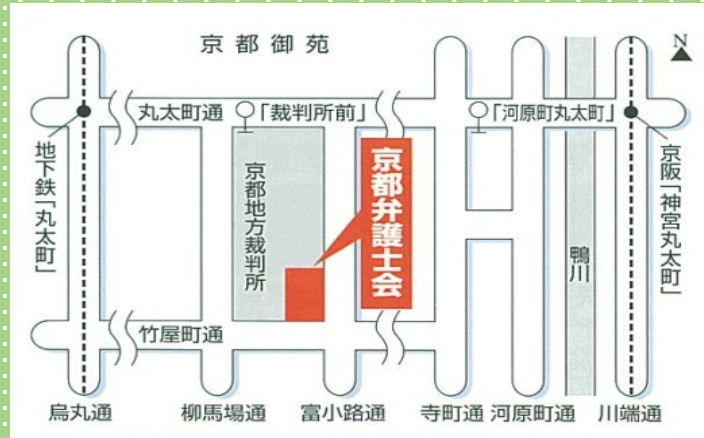 京都御苑
N
丸太町通
「裁判所前」
「河原町丸太町」
地下鉄「丸太町」
京都地方裁判所
京都弁護士会
鴨川
京阪「神宮丸太町」
竹屋町通
烏丸通
柳馬場通
富小路通
寺町通
河原町通
川端通